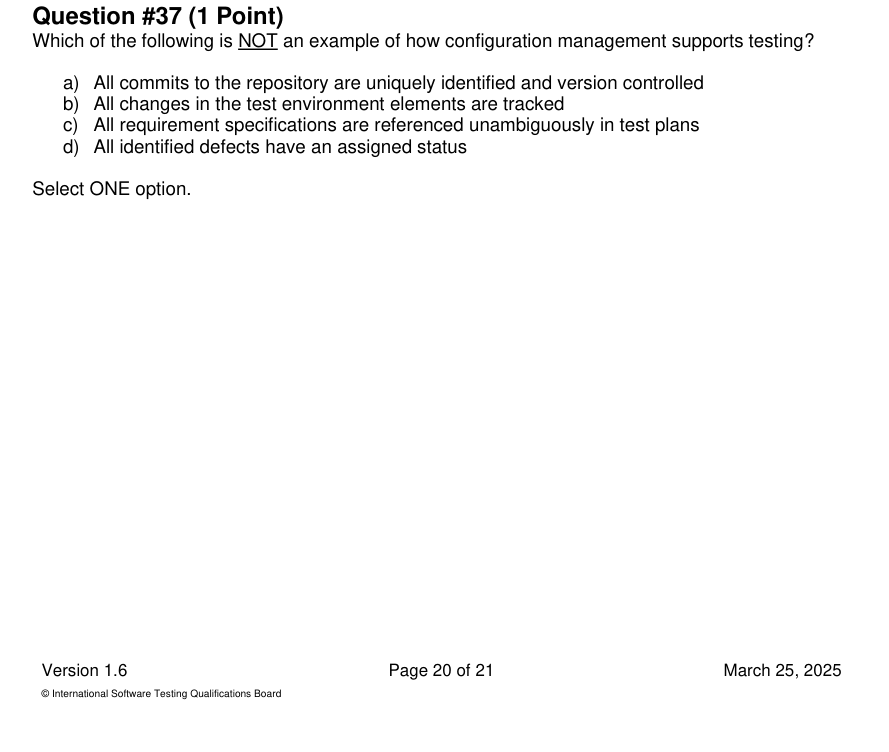 Question #37 (1 Point)
Which of the following is NOT an example of how configuration management supports testing?
a) All commits to the repository are uniquely identified and version controlled
b) All changes in the test environment elements are tracked
c) All requirement specifications are referenced unambiguously in test plans
d) All identified defects have an assigned status
Select ONE option.
Version 1.6 Page 20 of 21 March 25, 2025
© International Software Testing Qualifications Board